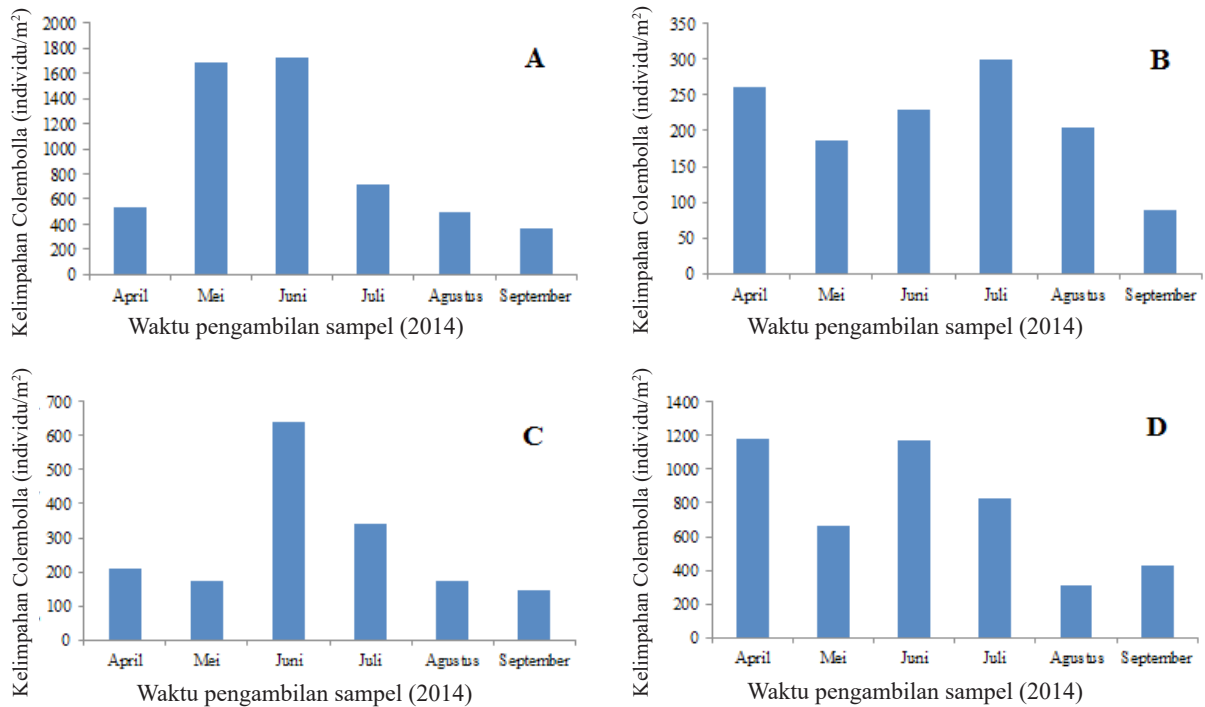 Kelimpahan Colembolla (individu/m²)
2000
1800
1600
1400
1200
1000
800
600
400
200
0
A
April Mei Juni Juli Agustus September
Waktu pengambilan sampel (2014)
Kelimpahan Colembolla (individu/m²)
350
300
250
200
150
100
50
0
B
April Mei Juni Juli Agustus September
Waktu pengambilan sampel (2014)
Kelimpahan Colembolla (individu/m²)
700
600
500
400
300
200
100
0
C
April Mei Juni Juli Agustus September
Waktu pengambilan sampel (2014)
Kelimpahan Colembolla (individu/m²)
1400
1200
1000
800
600
400
200
0
D
April Mei Juni Juli Agustus September
Waktu pengambilan sampel (2014)